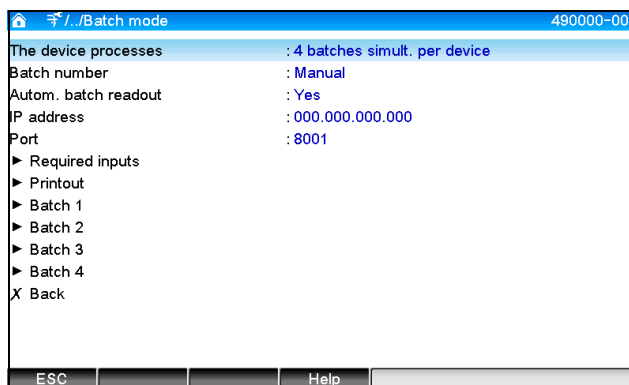 /../Batch mode 490000-00
The device processes : 4 batches simult. per device
Batch number : Manual
Autom. batch readout : Yes
IP address : 000.000.000.000
Port : 8001
► Required inputs
► Printout
► Batch 1
► Batch 2
► Batch 3
► Batch 4
X Back
ESC Help